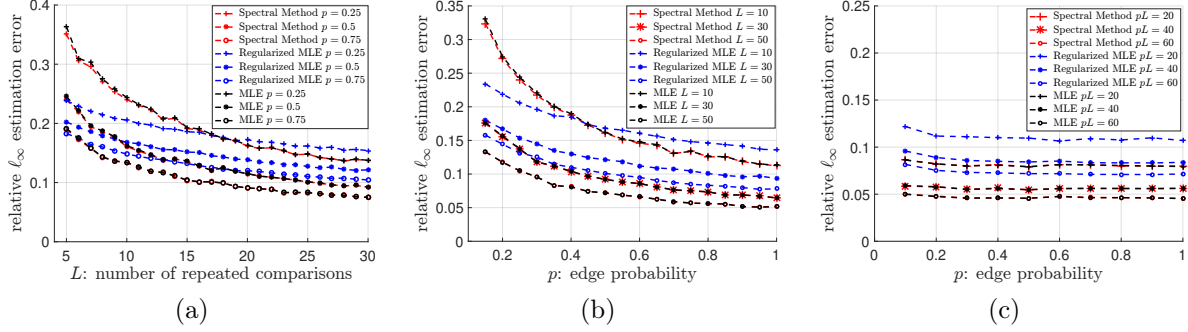 relative ℓ∞ estimation error
0.4
0.3
0.2
0.1
0
5
10
15
20
25
30
L: number of repeated comparisons
Spectral Method p = 0.25
Spectral Method p = 0.5
Spectral Method p = 0.75
Regularized MLE p = 0.25
Regularized MLE p = 0.5
Regularized MLE p = 0.75
MLE p = 0.25
MLE p = 0.5
MLE p = 0.75
(a)
relative ℓ∞ estimation error
0.35
0.3
0.25
0.2
0.15
0.1
0.05
0
0.2
0.4
0.6
0.8
1
p: edge probability
Spectral Method L = 10
Spectral Method L = 30
Spectral Method L = 50
Regularized MLE L = 10
Regularized MLE L = 30
Regularized MLE L = 50
MLE L = 10
MLE L = 30
MLE L = 50
(b)
relative ℓ∞ estimation error
0.25
0.2
0.15
0.1
0.05
0
0
0.2
0.4
0.6
0.8
1
p: edge probability
Spectral Method pL = 20
Spectral Method pL = 40
Spectral Method pL = 60
Regularized MLE pL = 20
Regularized MLE pL = 40
Regularized MLE pL = 60
MLE pL = 20
MLE pL = 40
MLE pL = 60
(c)